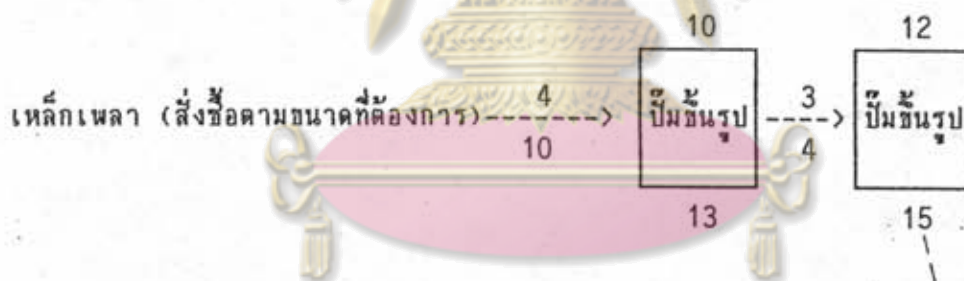 10 12
เหล็กเพลา (สั่งซื้อตามขนาดที่ต้องการ)-------> ปั๊มขึ้นรูป ----> ปั๊มขึ้นรูป
4 3
10 4
13 15